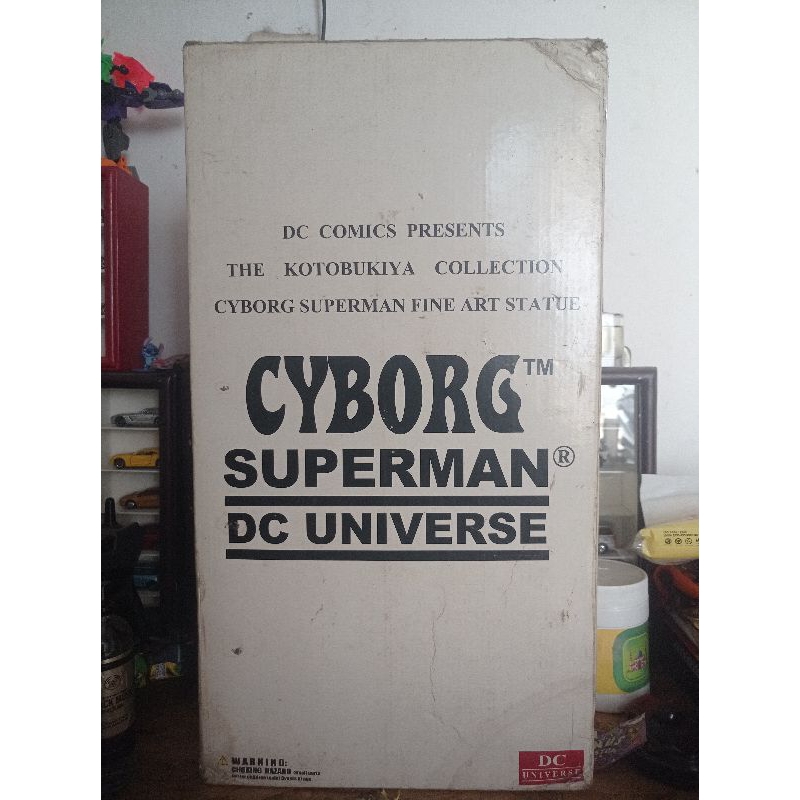 DC COMICS PRESENTS
THE KOTOBUKIYA COLLECTION
CYBORG SUPERMAN FINE ART STATUE
CYBORG™
SUPERMAN®
DC UNIVERSE
WARNING:
CHOKING HAZARD
DC
UNIVERSE